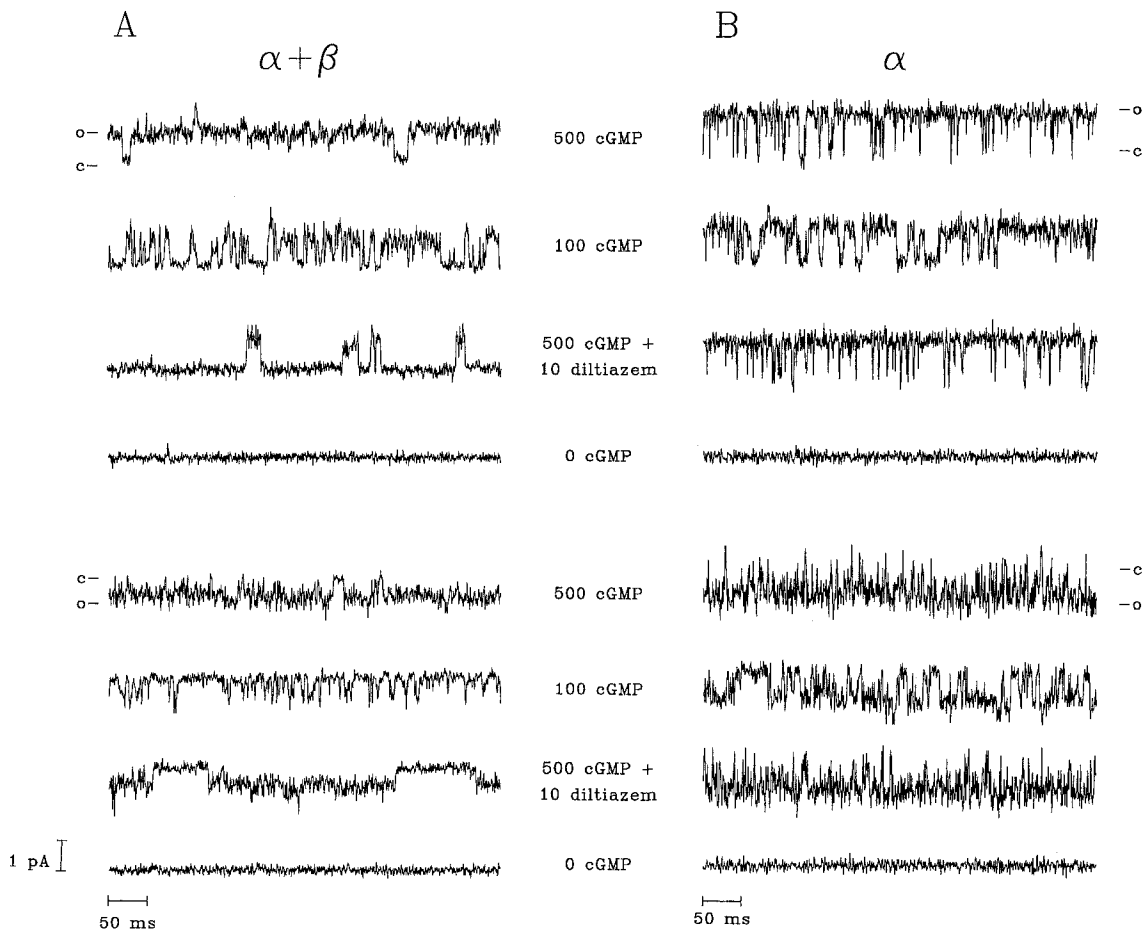 A
B
α+β
α
o–
c–
500 cGMP
–o
–c
100 cGMP
500 cGMP +
10 diltiazem
0 cGMP
c–
o–
500 cGMP
–c
–o
100 cGMP
500 cGMP +
10 diltiazem
1 pA
0 cGMP
50 ms
50 ms